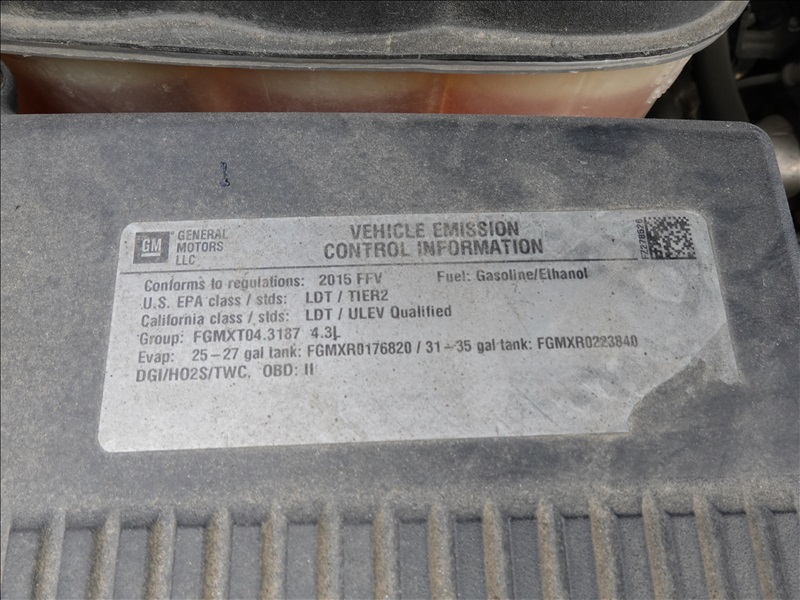 GM
GENERAL
MOTORS
LLC
VEHICLE EMISSION
CONTROL INFORMATION
Conforms to regulations: 2015 FFV Fuel: Gasoline/Ethanol
U.S. EPA class / stds: LDT / TIER2
California class / stds: LDT / ULEV Qualified
Group: FGMXT04.3187 4.3L
Evap: 25-27 gal tank: FGMXR0176820 / 31-35 gal tank: FGMXR0223840
DGI/HO2S/TWC, OBD: II